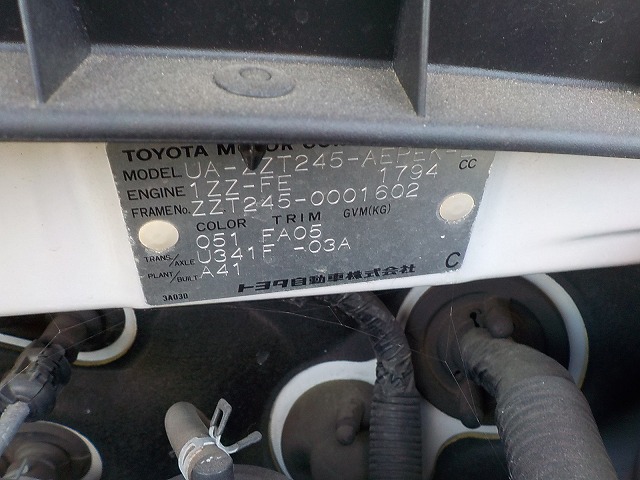 TOYOTA MOTOR
MODEL UA-ZZT245-AEPEK
ENGINE 1ZZ-FE 1794 CC
FRAME No. ZZT245-0001602
COLOR TRIM GVM(KG)
051 FA05
TRANS./AXLE U341F -03A
PLANT/BUILT A41
C
3A030 トヨタ自動車株式会社